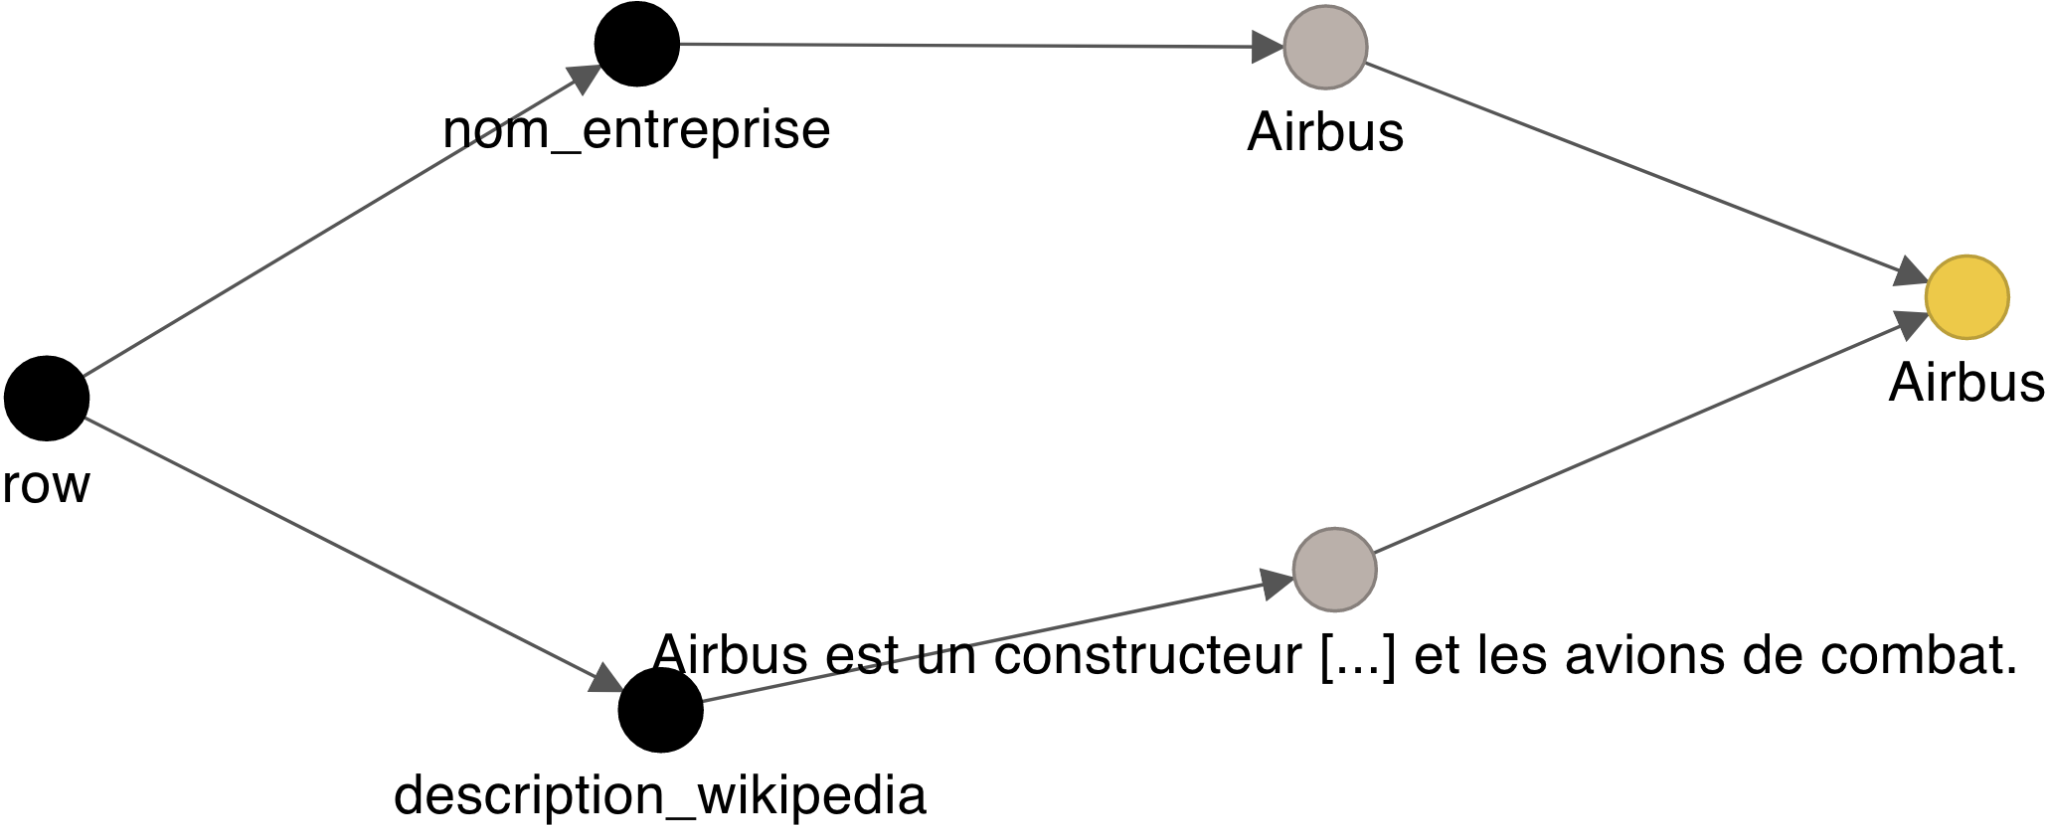 nom_entreprise
Airbus
Airbus
row
Airbus est un constructeur [...] et les avions de combat.
description_wikipedia